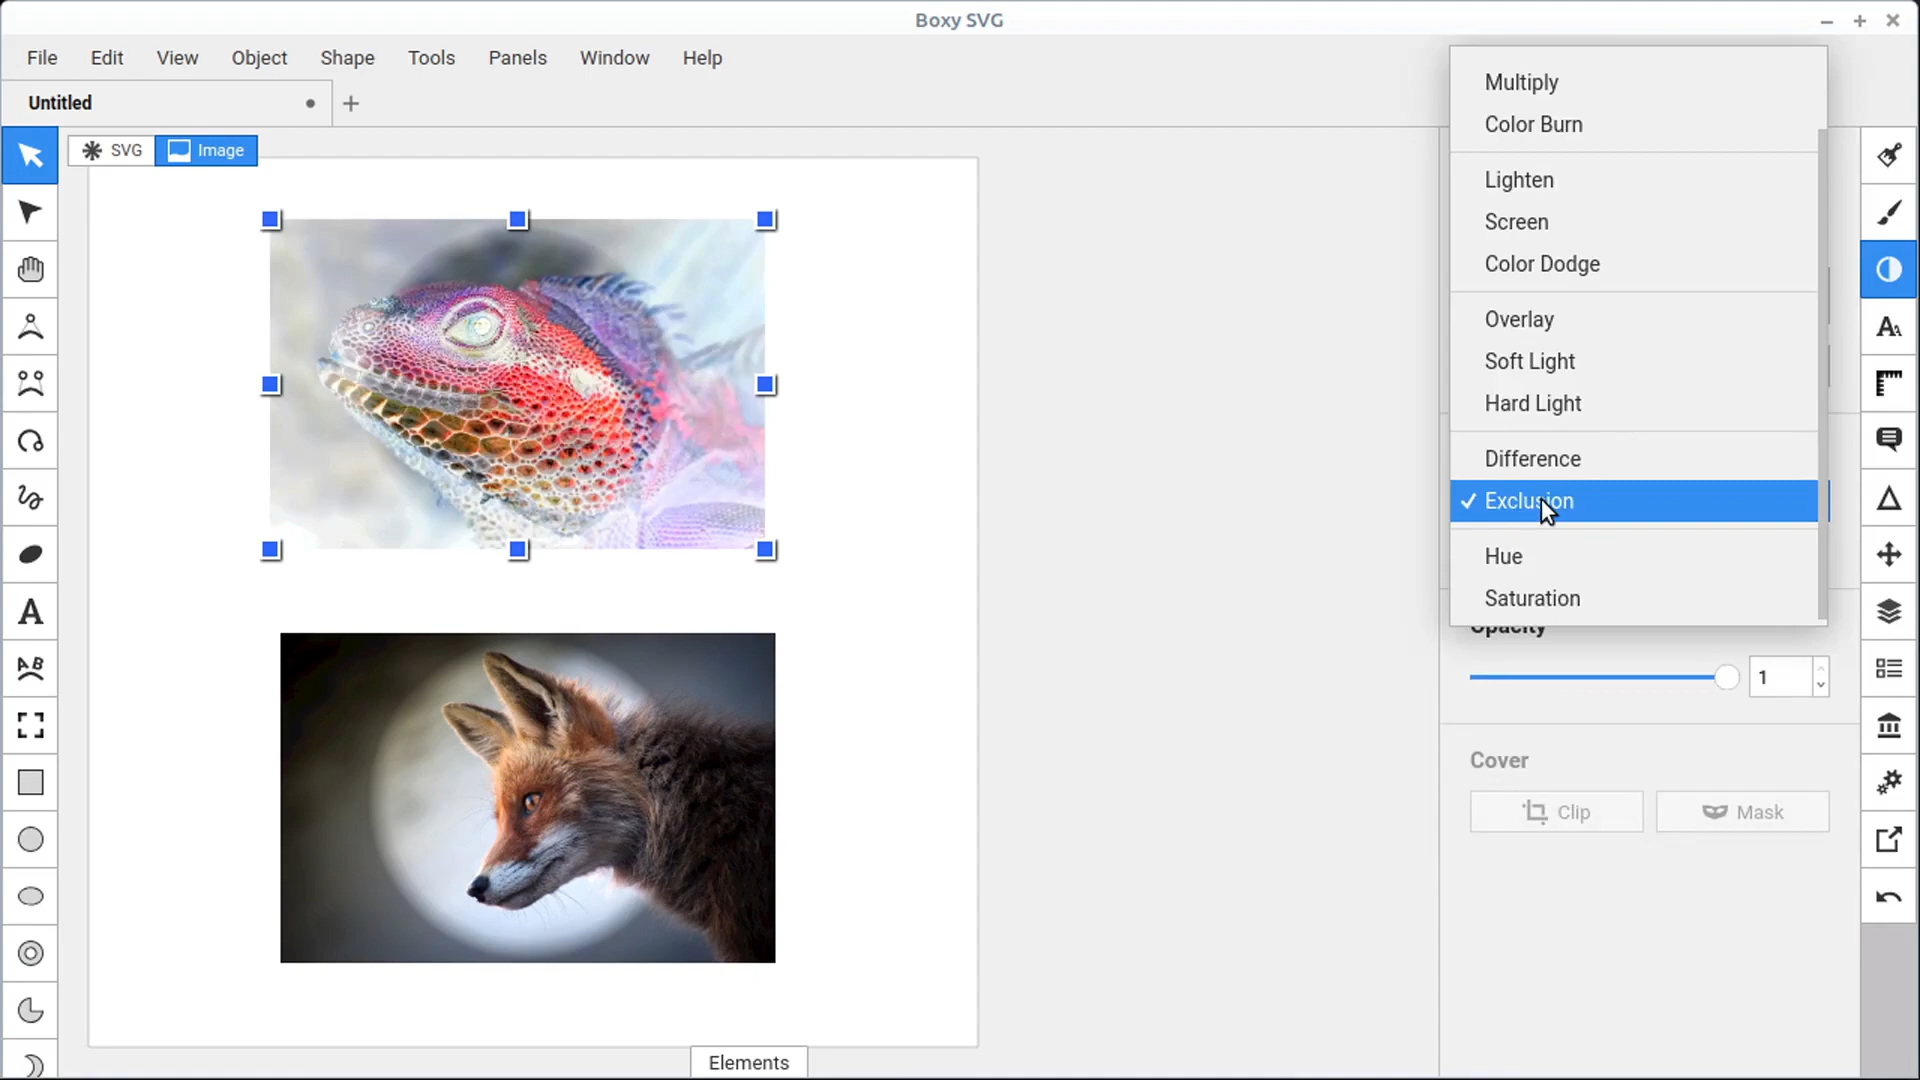 Boxy SVG
File Edit View Object Shape Tools Panels Window Help
Untitled
SVG Image
Multiply
Color Burn
Lighten
Screen
Color Dodge
Overlay
Soft Light
Hard Light
Difference
Exclusion
Hue
Saturation
Opacity
1
Cover
Clip Mask
A
Elements